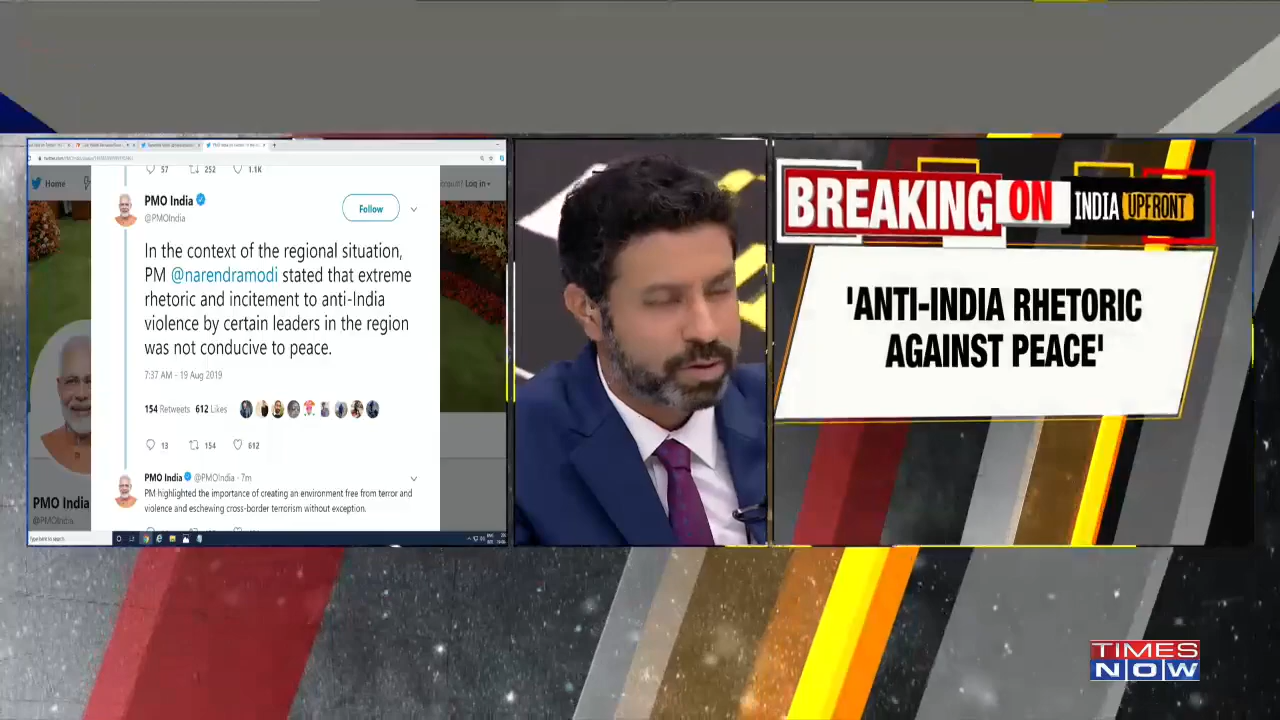 57 252 1.1K
Home
Log in
PMO India
@PMOIndia
Follow
In the context of the regional situation,
PM @narendramodi stated that extreme
rhetoric and incitement to anti-India
violence by certain leaders in the region
was not conducive to peace.
7:37 AM - 19 Aug 2019
154 Retweets 612 Likes
13 154 612
PMO India @PMOIndia · 7m
PM highlighted the importance of creating an environment free from terror and
violence and eschewing cross-border terrorism without exception.
PMO India
@PMOIndia
BREAKING ON INDIA UPFRONT
'ANTI-INDIA RHETORIC
AGAINST PEACE'
TIMES
NOW